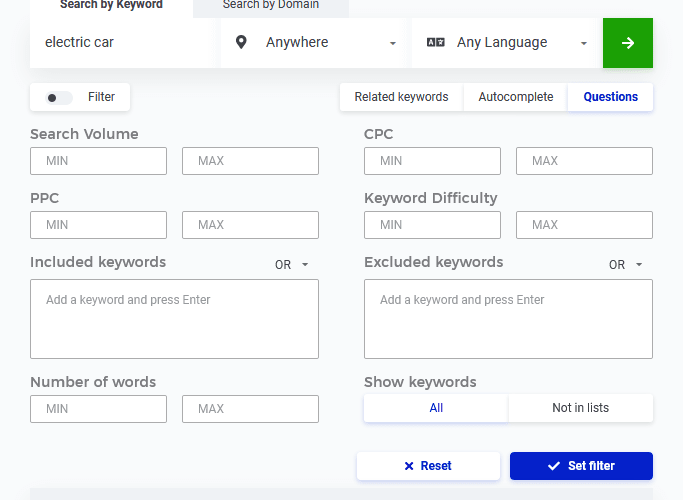 Search by Keyword
Search by Domain
electric car
Anywhere
Any Language
Filter
Related keywords
Autocomplete
Questions
Search Volume
CPC
MIN
MAX
MIN
MAX
PPC
Keyword Difficulty
MIN
MAX
MIN
MAX
Included keywords
OR
Excluded keywords
OR
Add a keyword and press Enter
Add a keyword and press Enter
Number of words
Show keywords
MIN
MAX
All
Not in lists
Reset
Set filter